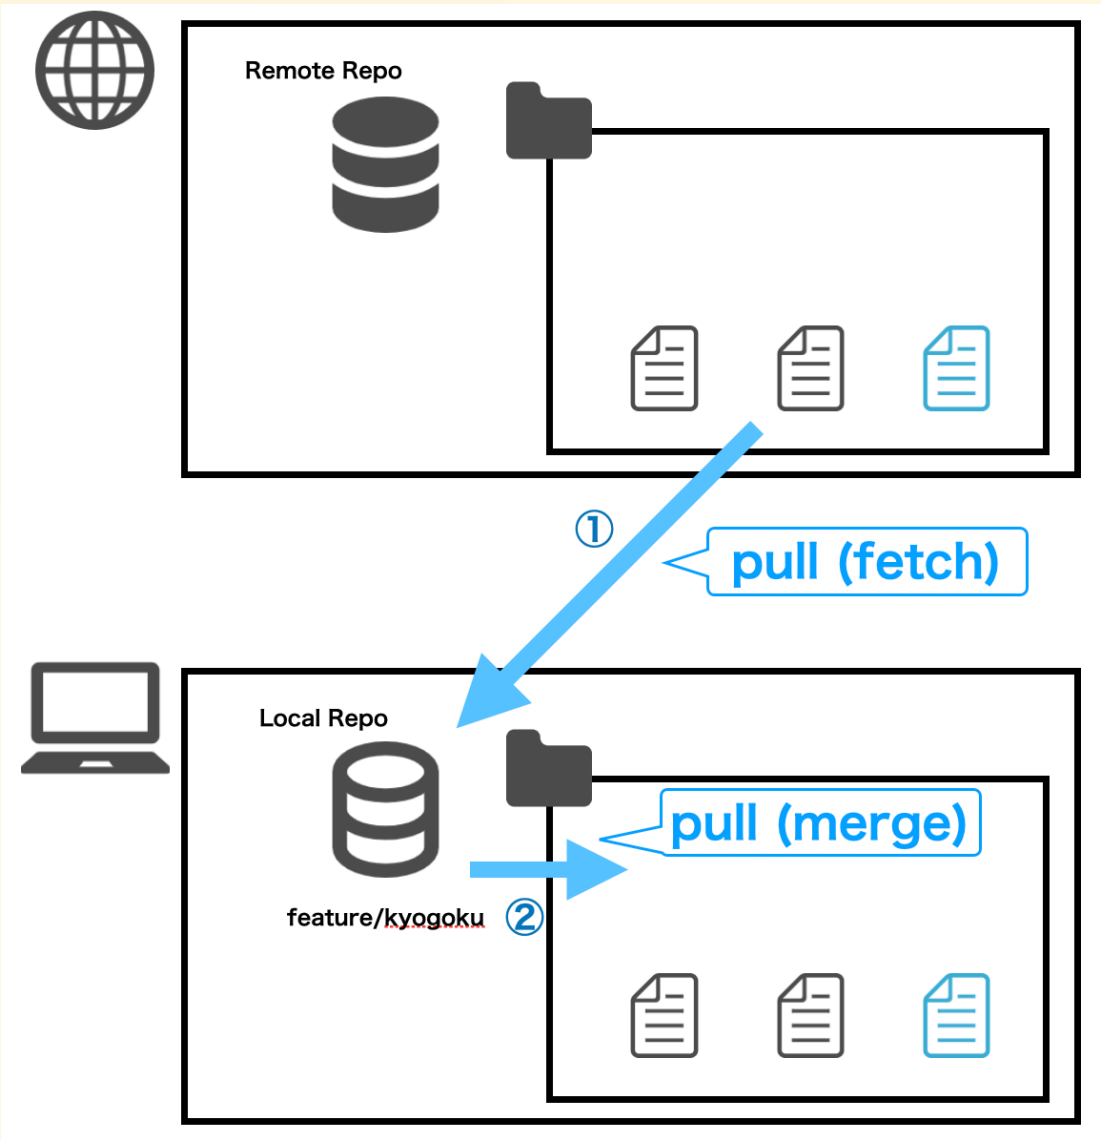 Remote Repo
①
pull (fetch)
Local Repo
pull (merge)
feature/kyogoku
②